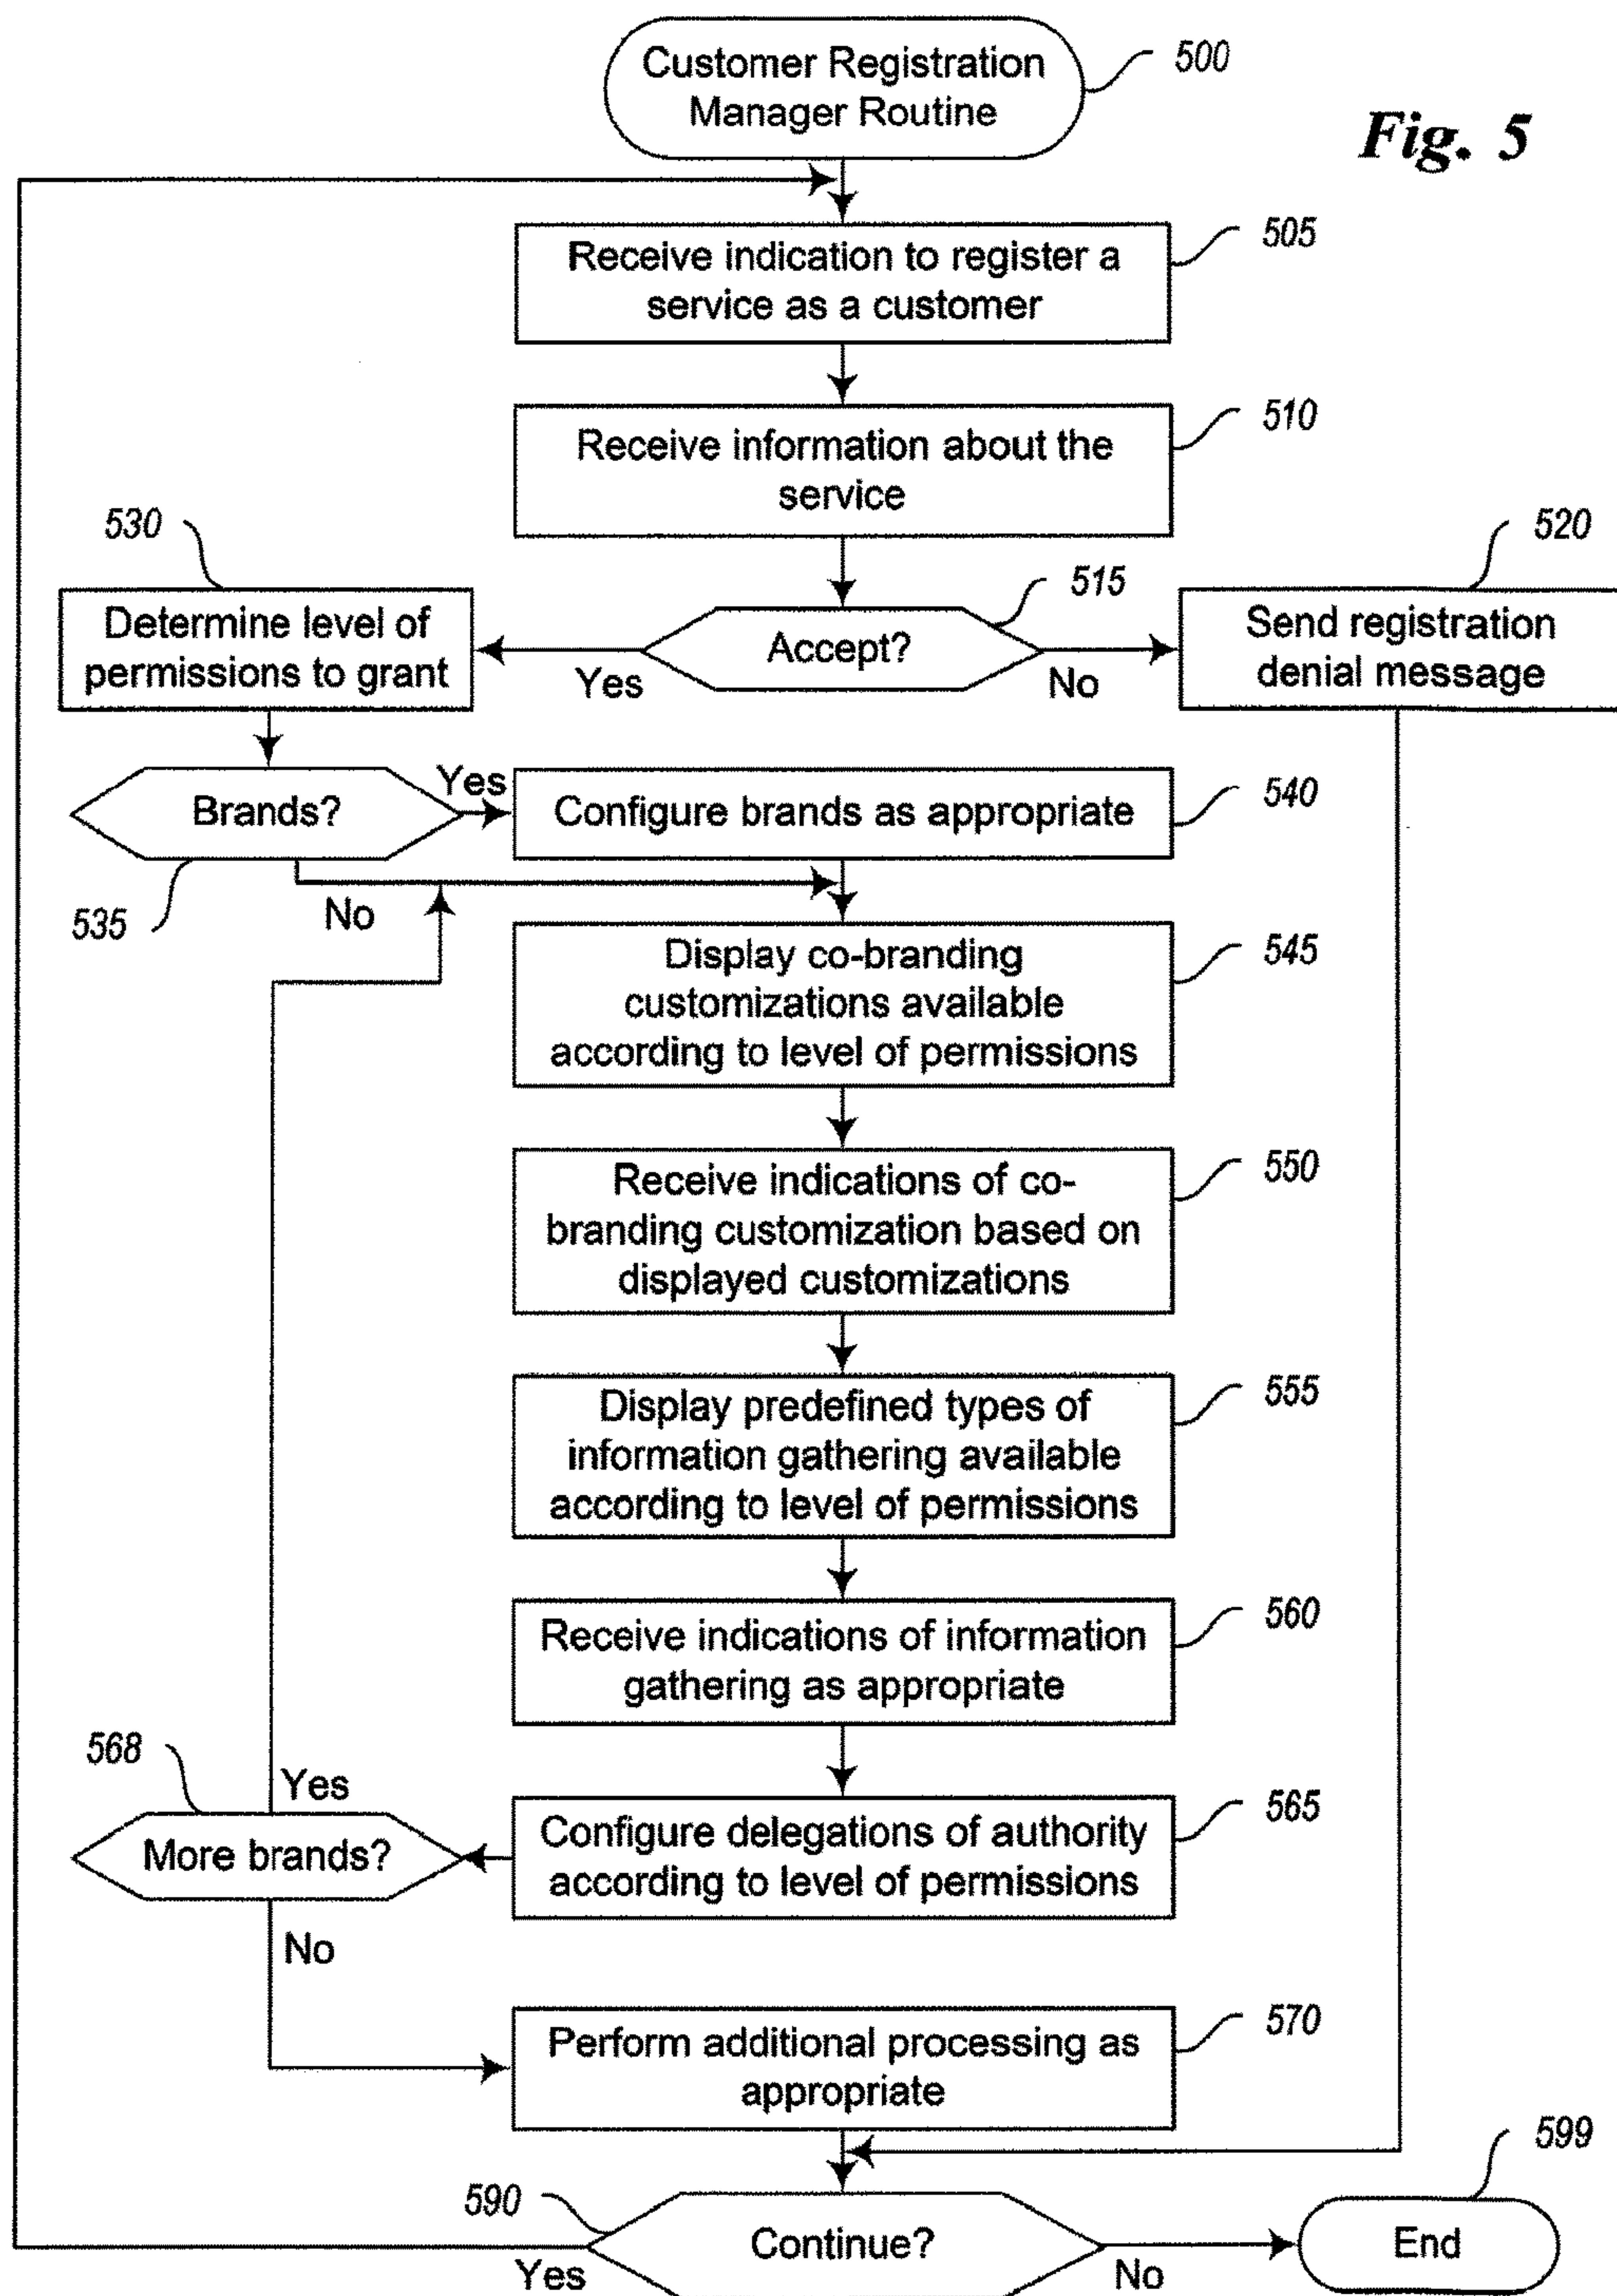 Customer Registration
Manager Routine
500
Fig. 5
Receive indication to register a
service as a customer
505
Receive information about the
service
510
530
520
515
Determine level of
permissions to grant
Accept?
Yes
No
Send registration
denial message
Brands?
Yes
Configure brands as appropriate
540
535
No
Display co-branding
customizations available
according to level of permissions
545
Receive indications of co-
branding customization based on
displayed customizations
550
Display predefined types of
information gathering available
according to level of permissions
555
Receive indications of information
gathering as appropriate
560
568
Yes
More brands?
Configure delegations of authority
according to level of permissions
565
No
Perform additional processing as
appropriate
570
599
590
Continue?
End
Yes
No